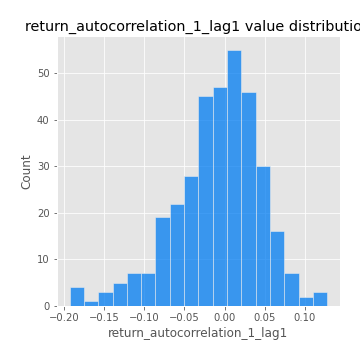 return_autocorrelation_1_lag1 value distributio
50
40
30
20
10
0
Count
−0.20 −0.15 −0.10 −0.05 0.00 0.05 0.10
return_autocorrelation_1_lag1